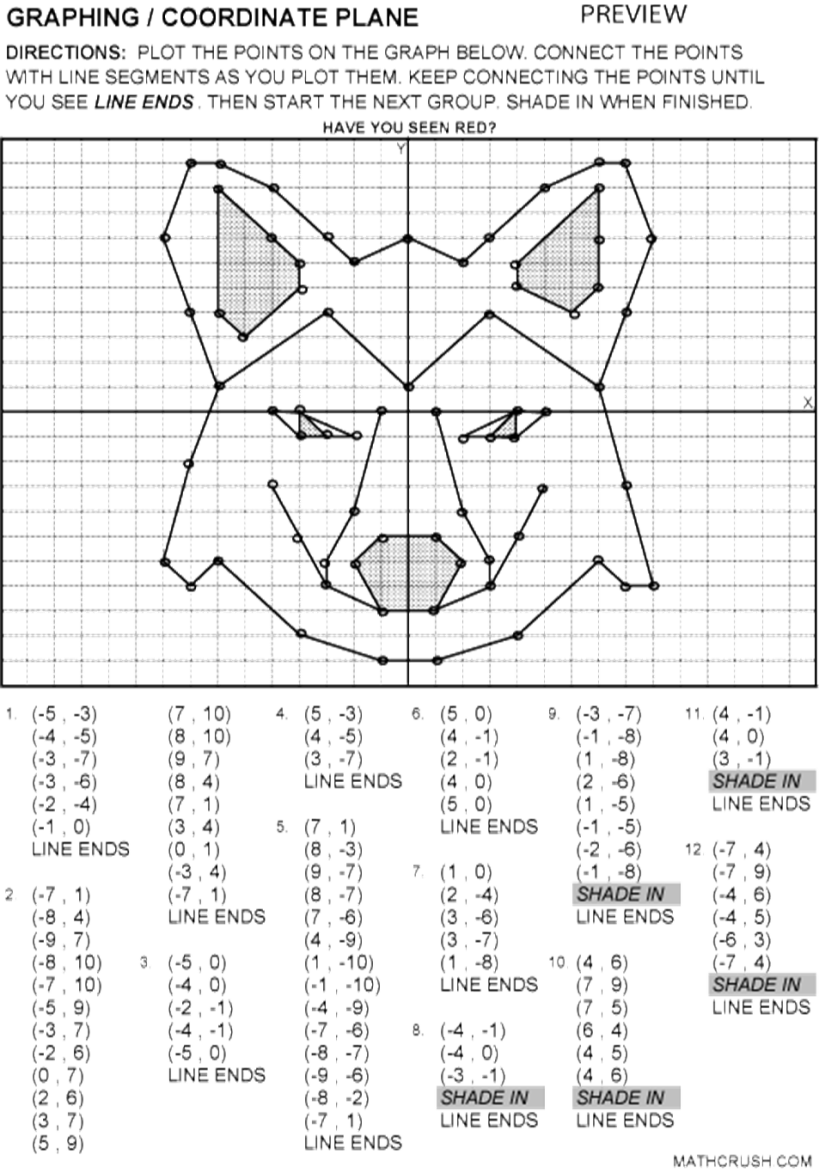 GRAPHING / COORDINATE PLANE
PREVIEW
DIRECTIONS: PLOT THE POINTS ON THE GRAPH BELOW. CONNECT THE POINTS
WITH LINE SEGMENTS AS YOU PLOT THEM. KEEP CONNECTING THE POINTS UNTIL
YOU SEE LINE ENDS. THEN START THE NEXT GROUP. SHADE IN WHEN FINISHED.
HAVE YOU SEEN RED?
Y
X
1. (-5 , -3)
(-4 , -5)
(-3 , -7)
(-3 , -6)
(-2 , -4)
(-1 , 0)
LINE ENDS
2 (-7 , 1)
(-8 , 4)
(-9 , 7)
(-8 , 10)
(-7 , 10)
(-5 , 9)
(-3 , 7)
(-2 , 6)
(0 , 7)
(2 , 6)
(3 , 7)
(5 , 9)
(7 , 10)
(8 , 10)
(9 , 7)
(8 , 4)
(7 , 1)
(3 , 4)
(0 , 1)
(-3 , 4)
(-7 , 1)
LINE ENDS
3 (-5 , 0)
(-4 , 0)
(-2 , -1)
(-4 , -1)
(-5 , 0)
LINE ENDS
4. (5 , -3)
(4 , -5)
(3 , -7)
LINE ENDS
5. (7 , 1)
(8 , -3)
(9 , -7)
(8 , -7)
(7 , -6)
(4 , -9)
(1 , -10)
(-1 , -10)
(-4 , -9)
(-7 , -6)
(-8 , -7)
(-9 , -6)
(-8 , -2)
(-7 , 1)
LINE ENDS
6. (5 , 0)
(4 , -1)
(2 , -1)
(4 , 0)
(5 , 0)
LINE ENDS
7. (1 , 0)
(2 , -4)
(3 , -6)
(3 , -7)
(1 , -8)
LINE ENDS
8. (-4 , -1)
(-4 , 0)
(-3 , -1)
SHADE IN
LINE ENDS
9. (-3 , -7)
(-1 , -8)
(1 , -8)
(2 , -6)
(1 , -5)
(-1 , -5)
(-2 , -6)
(-1 , -8)
SHADE IN
LINE ENDS
10. (4 , 6)
(7 , 9)
(7 , 5)
(6 , 4)
(4 , 5)
(4 , 6)
SHADE IN
LINE ENDS
11. (4 , -1)
(4 , 0)
(3 , -1)
SHADE IN
LINE ENDS
12. (-7 , 4)
(-7 , 9)
(-4 , 6)
(-4 , 5)
(-6 , 3)
(-7 , 4)
SHADE IN
LINE ENDS
MATHCRUSH COM